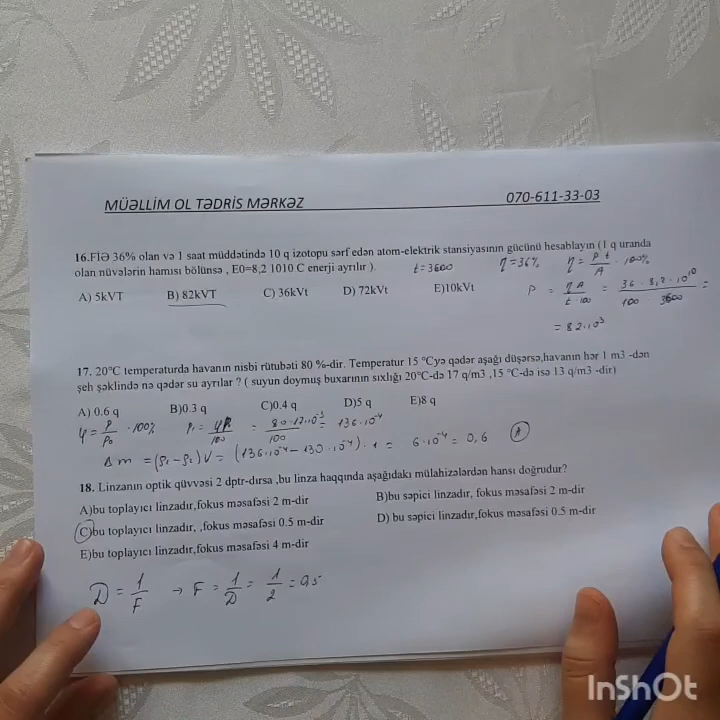 MÜƏLLİM OL TƏDRİS MƏRKƏZ 070-611-33-03
16.FİƏ 36% olan və 1 saat müddətində 10 q izotopu sərf edən atom-elektrik stansiyasının gücünü hesablayın (1 q uranda
olan nüvələrin hamısı bölünsə , E0=8,2 1010 C enerji ayrılır ).
t=3600 η=36% η = P t / A · 100%
A) 5kVT B) 82kVT C) 36kVt D) 72kVt E)10kVt
P = η A / t · 100 = 36 · 8,2 · 10¹⁰ / 100 · 3600 =
= 82·10³
17. 20°C temperaturda havanın nisbi rütubəti 80 %-dir. Temperatur 15 °Cyə qədər aşağı düşərsə,havanın hər 1 m3 -dən
şeh şəklində nə qədər su ayrılar ? ( suyun doymuş buxarının sıxlığı 20°C-də 17 q/m3 ,15 °C-də isə 13 q/m3 -dir)
A) 0.6 q B)0.3 q C)0.4 q D)5 q E)8 q
φ = P / P₀ · 100% = 80·17·10⁻³ / 100 = 136·10⁻⁴
Δm = (ρ₁ - ρ₂) V = (136·10⁻⁴ - 130·10⁻⁴) · 1 = 6·10⁻⁴ = 0,6 A
18. Linzanın optik qüvvəsi 2 dptr-dırsa ,bu linza haqqında aşağıdakı mülahizələrdən hansı doğrudur?
A)bu toplayıcı linzadır,fokus məsafəsi 2 m-dir B)bu səpici linzadır, fokus məsafəsi 2 m-dir
C)bu toplayıcı linzadır, ,fokus məsafəsi 0.5 m-dir D) bu səpici linzadır,fokus məsafəsi 0.5 m-dir
E)bu toplayıcı linzadır,fokus məsafəsi 4 m-dir
D = 1 / F → F = 1 / D = 1 / 2 = 0,5
InShOt